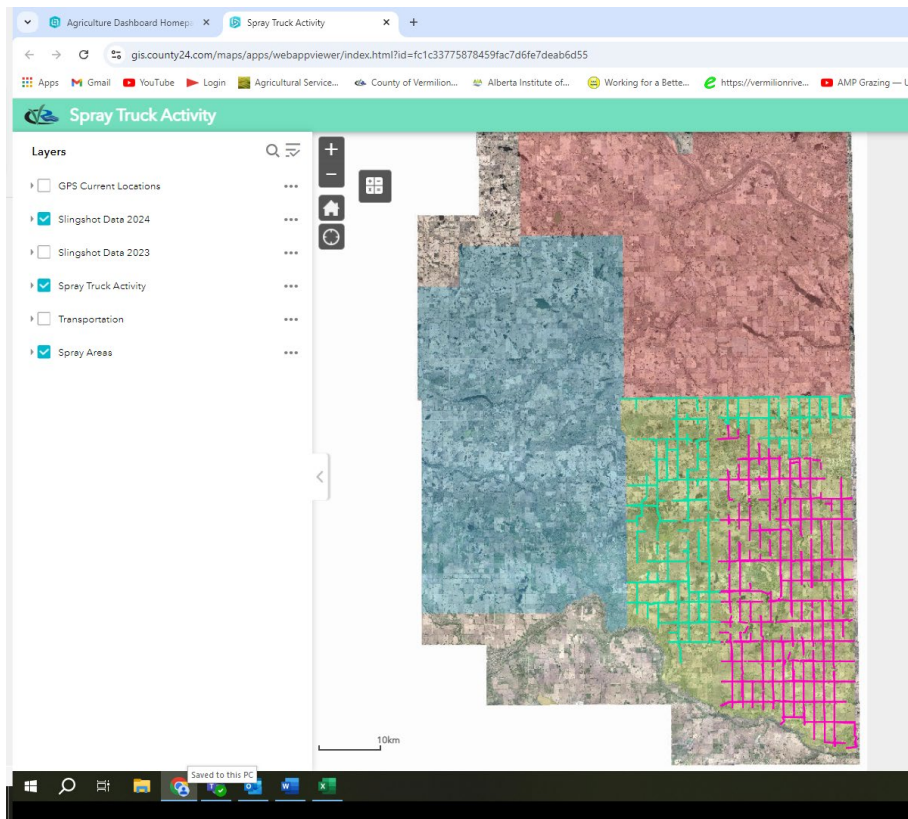 Agriculture Dashboard Homepa
Spray Truck Activity
gis.county24.com/maps/apps/webappviewer/index.html?id=fc1c33775878459fac7d6fe7deab6d55
Apps
Gmail
YouTube
Login
Agricultural Service...
County of Vermilion...
Alberta Institute of...
Working for a Bette...
https://vermilionrive...
AMP Grazing — U
Spray Truck Activity
Layers
GPS Current Locations
Slingshot Data 2024
Slingshot Data 2023
Spray Truck Activity
Transportation
Spray Areas
10km
Saved to this PC